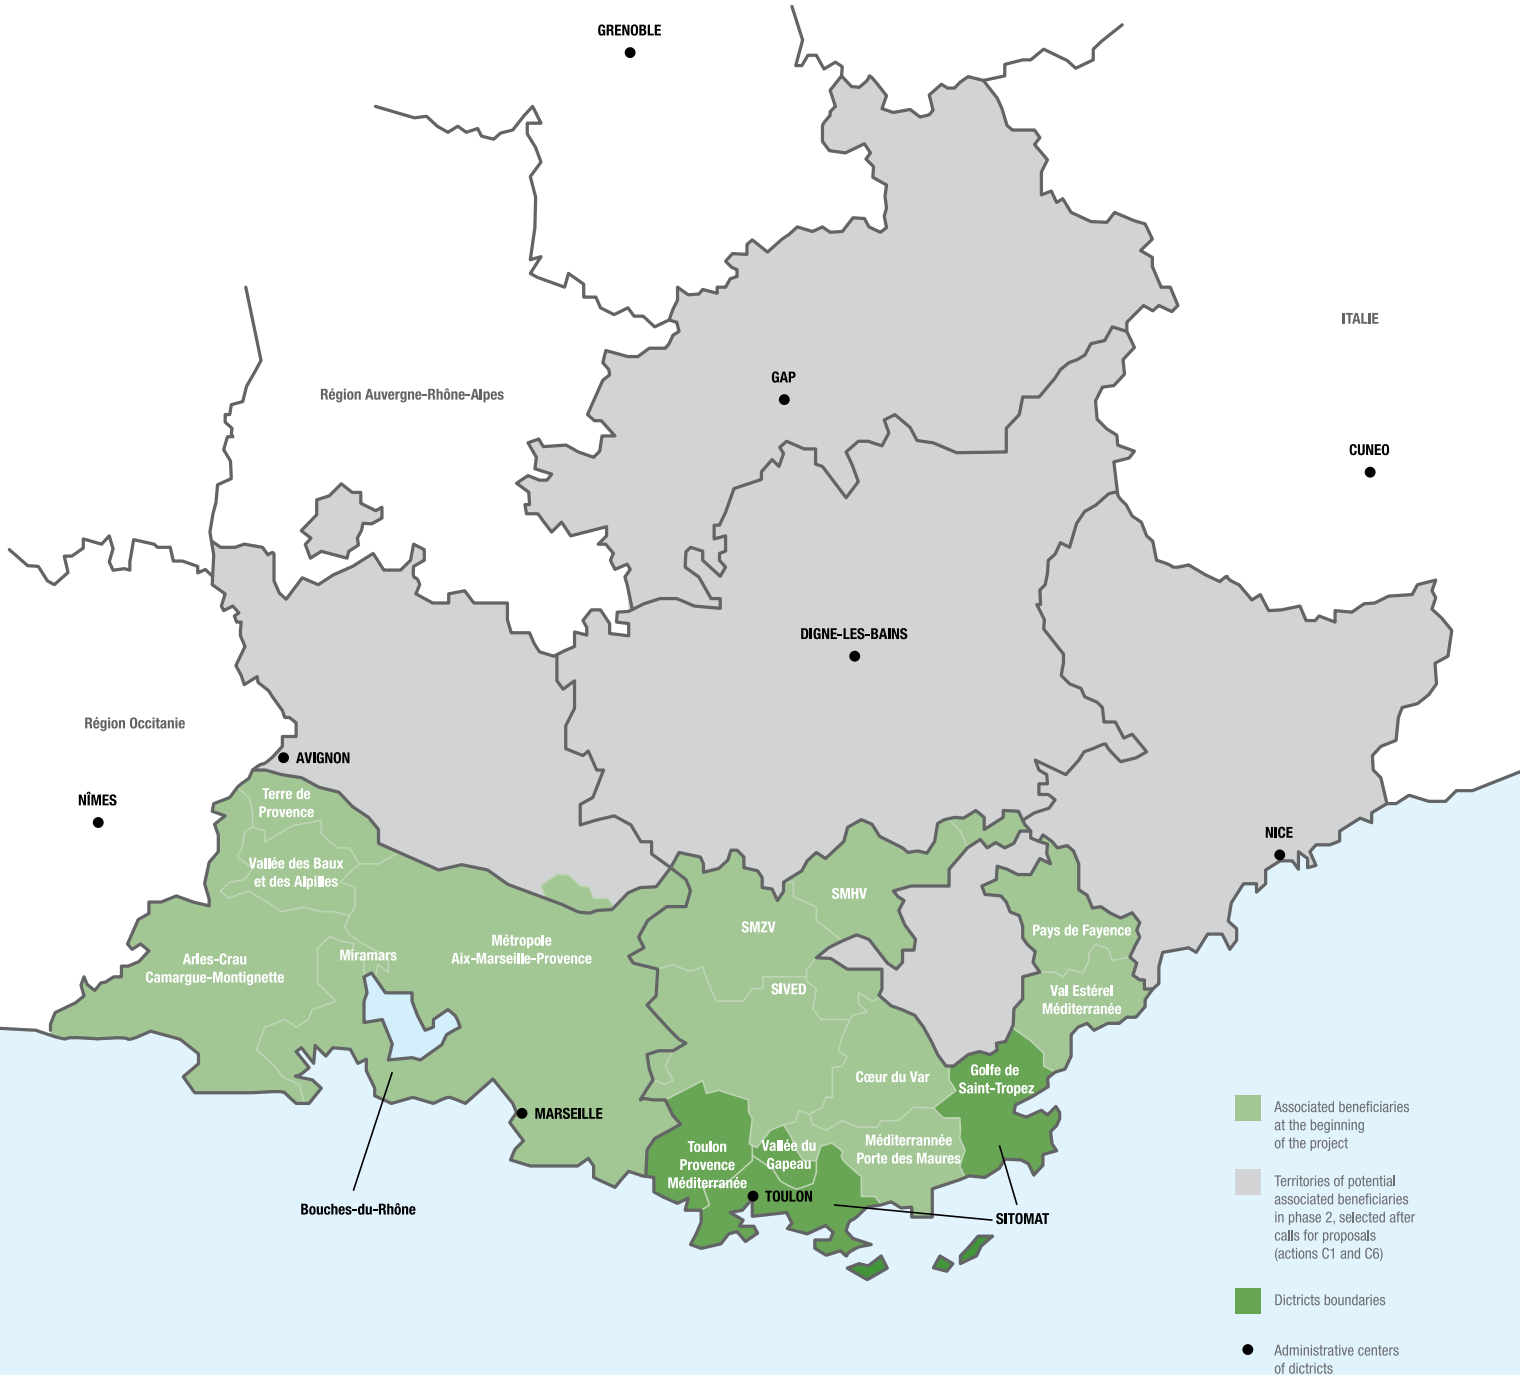 GRENOBLE
ITALIE
GAP
Région Auvergne-Rhône-Alpes
CUNEO
DIGNE-LES-BAINS
Région Occitanie
AVIGNON
NÎMES
Terre de
Provence
NICE
Vallée des Baux
et des Alpilles
SMHV
SMZV
Pays de Fayence
Métropole
Aix-Marseille-Provence
Miramars
Arles-Crau
Camargue-Montignette
SIVED
Val Estérel
Méditerranée
Cœur du Var
Golfe de
Saint-Tropez
MARSEILLE
Toulon
Provence
Méditerranée
Vallée du
Gapeau
Méditerrannée
Porte des Maures
TOULON
Bouches-du-Rhône
SITOMAT
Associated beneficiaries
at the beginning
of the project
Territories of potential
associated beneficiaries
in phase 2, selected after
calls for proposals
(actions C1 and C6)
Dictricts boundaries
Administrative centers
of dictricts